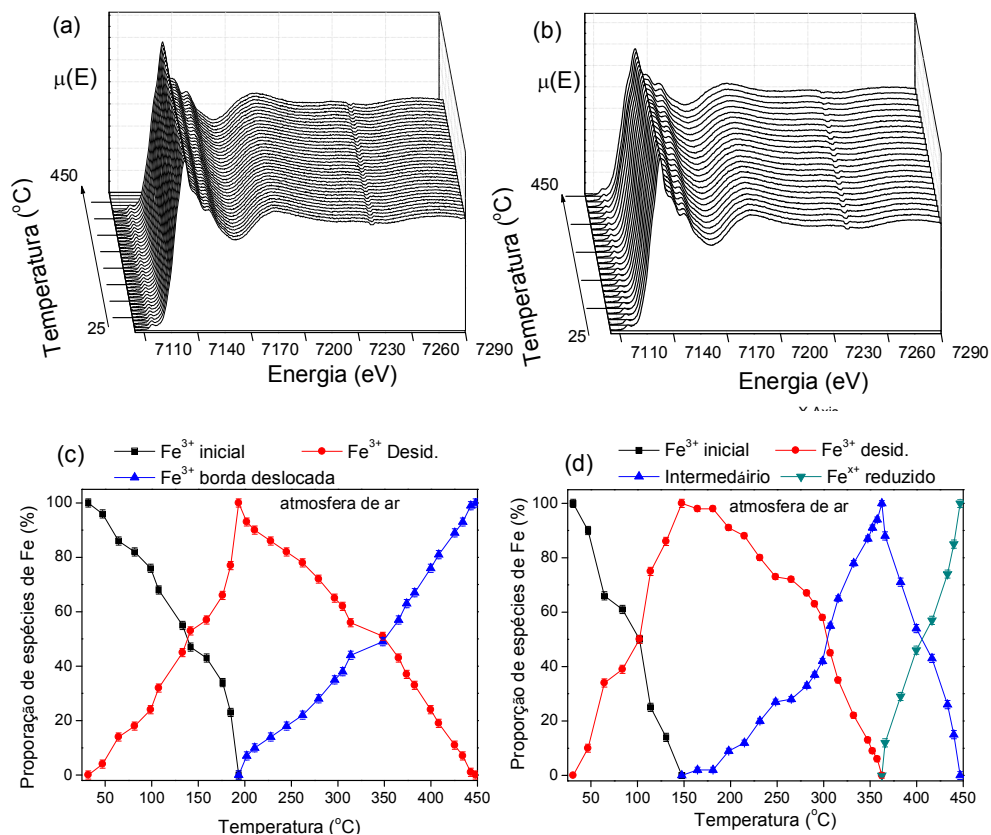 (a)
μ(E)
450
25
Temperatura (°C)
7110 7140 7170 7200 7230 7260 7290
Energia (eV)
(b)
μ(E)
450
25
Temperatura (°C)
7110 7140 7170 7200 7230 7260 7290
Energia (eV)
(c)
Fe³⁺ inicial
Fe³⁺ Desid.
Fe³⁺ borda deslocada
atmosfera de ar
Proporação de espécies de Fe (%)
100
80
60
40
20
0
50 100 150 200 250 300 350 400 450
Temperatura (°C)
(d)
Fe³⁺ inicial
Fe³⁺ desid.
Intermedáirio
Feˣ⁺ reduzido
atmosfera de ar
Proporção de espécies de Fe (%)
100
80
60
40
20
0
50 100 150 200 250 300 350 400 450
Temperatura (°C)